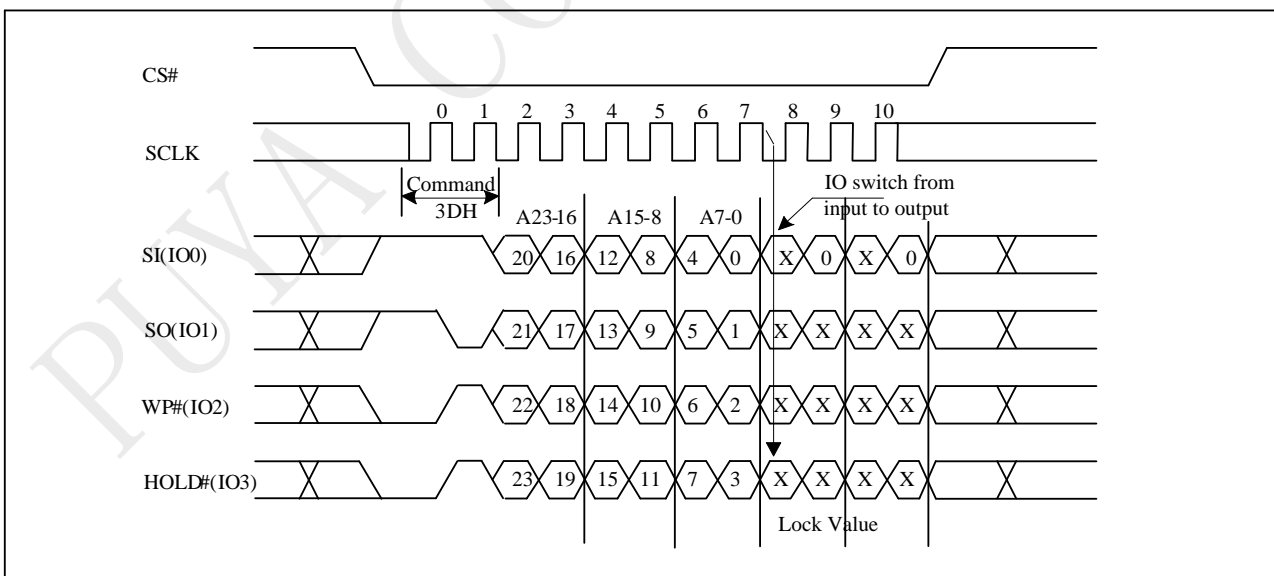 CS#
0 1 2 3 4 5 6 7 8 9 10
SCLK
Command
3DH
IO switch from
input to output
A23-16 A15-8 A7-0
SI(IO0) 20 16 12 8 4 0 X 0 X 0
SO(IO1) 21 17 13 9 5 1 X X X X
WP#(IO2) 22 18 14 10 6 2 X X X X
HOLD#(IO3) 23 19 15 11 7 3 X X X X
Lock Value
PUYA